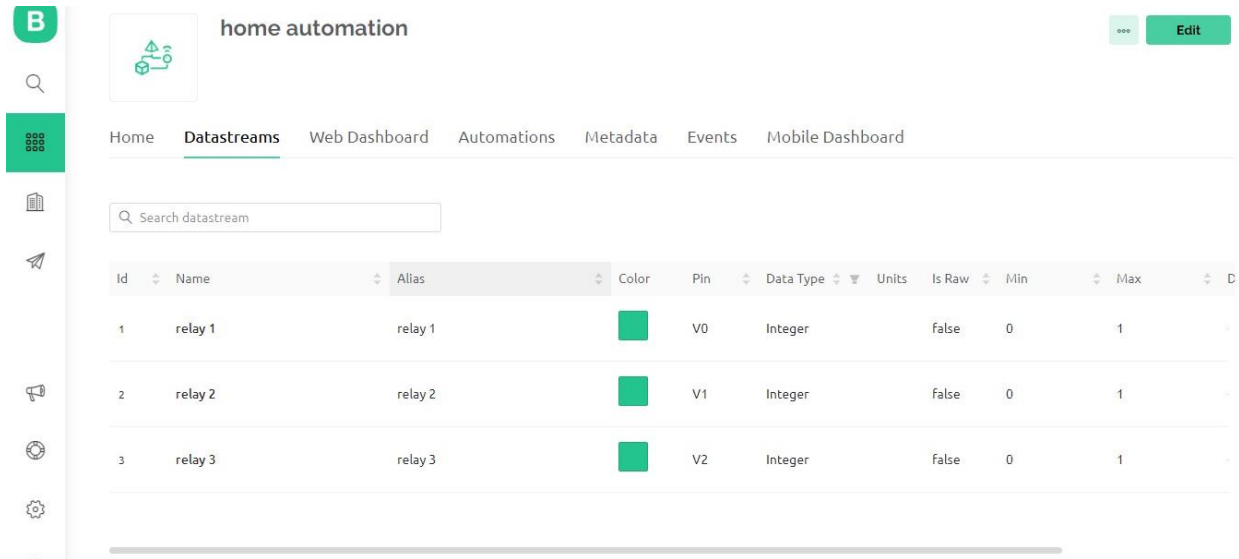 B
home automation
Edit
Home Datastreams Web Dashboard Automations Metadata Events Mobile Dashboard
Search datastream
Id Name Alias Color Pin Data Type Units Is Raw Min Max D
1 relay 1 relay 1 V0 Integer false 0 1 -
2 relay 2 relay 2 V1 Integer false 0 1 -
3 relay 3 relay 3 V2 Integer false 0 1 -